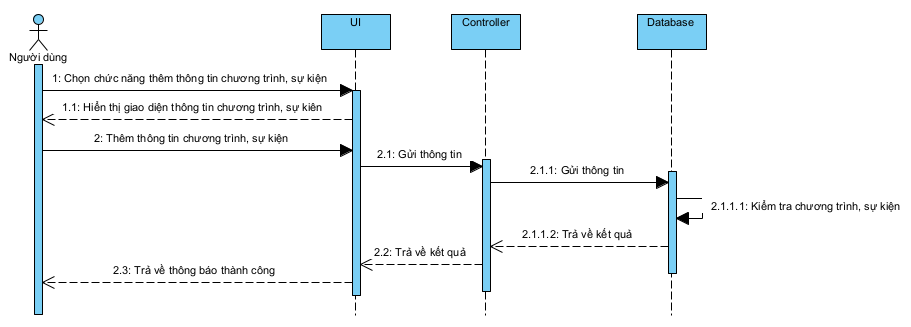 UI
Controller
Database
Người dùng
1: Chọn chức năng thêm thông tin chương trình, sự kiện
1.1: Hiển thị giao diện thông tin chương trình, sự kiên
2: Thêm thông tin chương trình, sự kiện
2.1: Gửi thông tin
2.1.1: Gửi thông tin
2.1.1.1: Kiểm tra chương trình, sự kiện
2.1.1.2: Trả về kết quả
2.2: Trả về kết quả
2.3: Trả về thông báo thành công